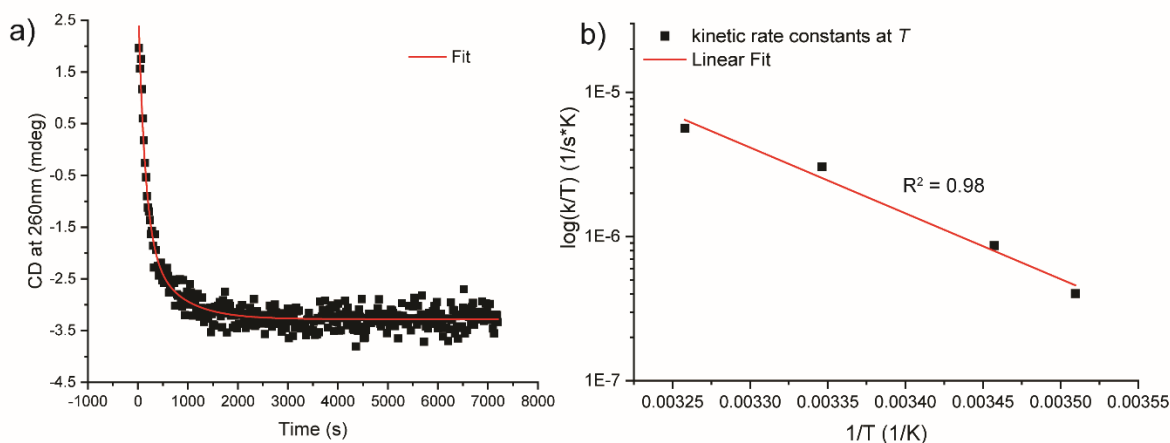 a)
2.5
1.5
0.5
-0.5
-1.5
-2.5
-3.5
-4.5
CD at 260nm (mdeg)
Fit
-1000 0 1000 2000 3000 4000 5000 6000 7000 8000
Time (s)
b)
kinetic rate constants at T
Linear Fit
1E-5
1E-6
1E-7
log(k/T) (1/s*K)
R² = 0.98
0.00325 0.00330 0.00335 0.00340 0.00345 0.00350 0.00355
1/T (1/K)